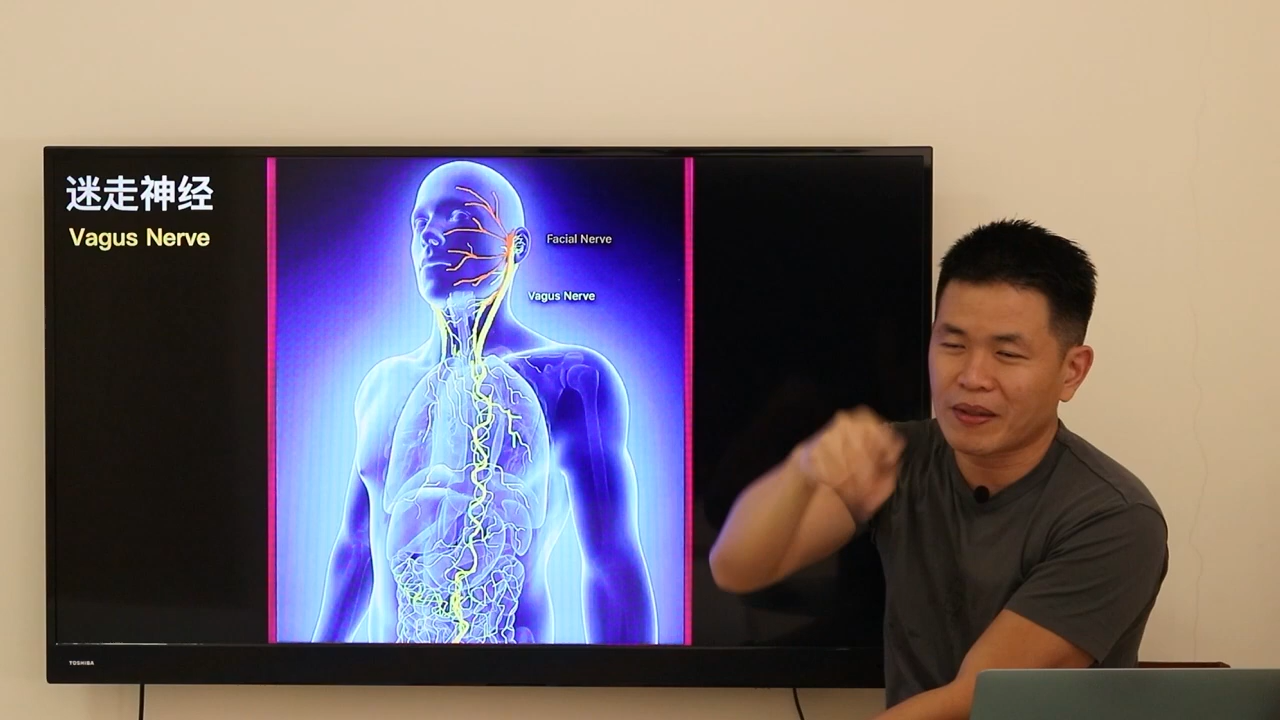 迷走神经
Vagus Nerve
Facial Nerve
Vagus Nerve
TOSHIBA